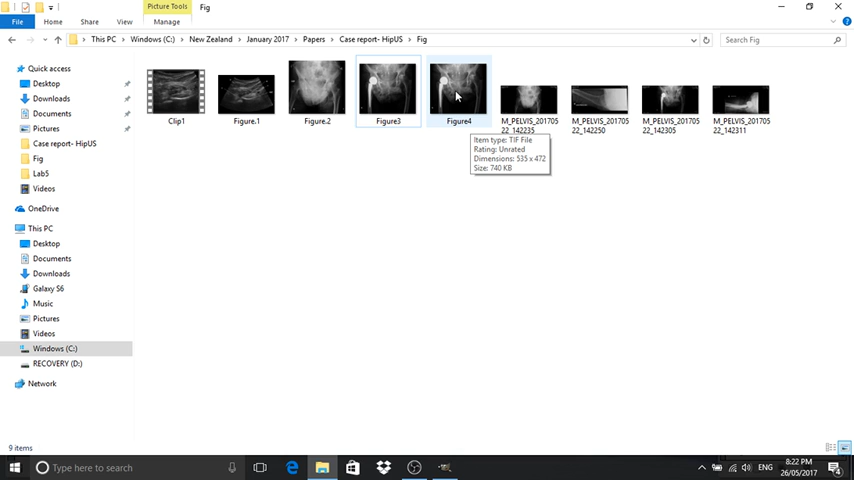 Picture Tools
Fig
File
Home
Share
View
Manage
This PC
Windows (C:)
New Zealand
January 2017
Papers
Case report- HipUS
Fig
Search Fig
Quick access
Desktop
Downloads
Documents
Pictures
Case report- HipUS
Fig
Lab5
Videos
OneDrive
This PC
Desktop
Documents
Downloads
Galaxy S6
Music
Pictures
Videos
Windows (C:)
RECOVERY (D:)
Network
Clip1
Figure.1
Figure.2
Figure3
Figure4
M_PELVIS_201705
22_142235
M_PELVIS_201705
22_142250
M_PELVIS_201705
22_142305
M_PELVIS_201705
22_142311
Item type: TIF File
Rating: Unrated
Dimensions: 535 x 472
Size: 740 KB
9 items
Type here to search
ENG
8:22 PM
26/05/2017
4